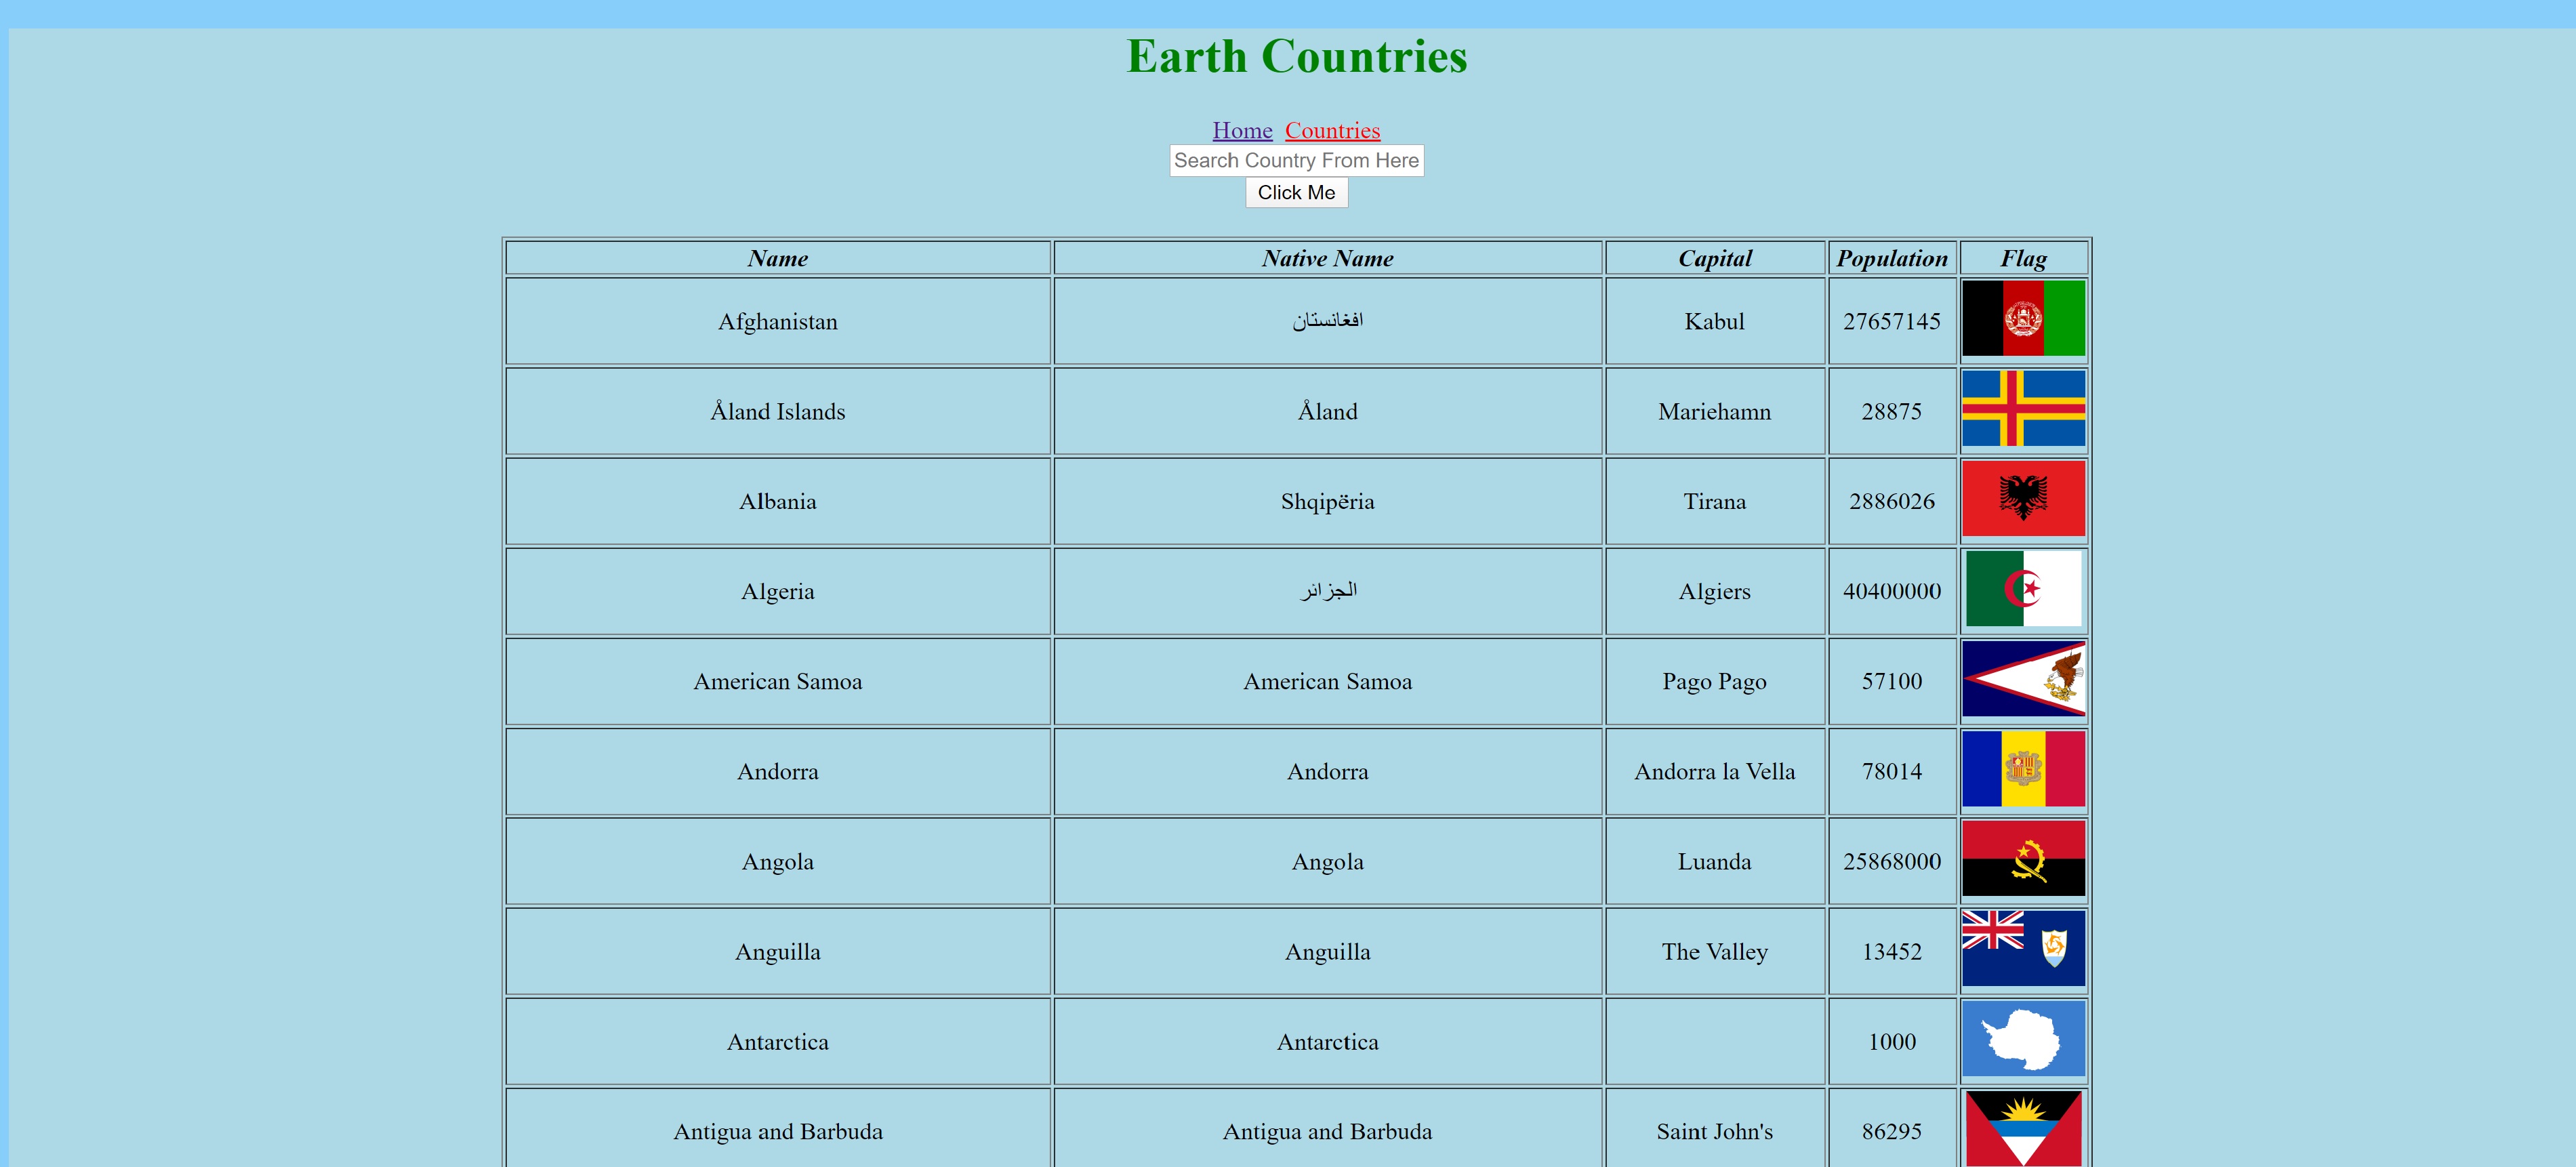 Earth Countries
Home Countries
Search Country From Here
Click Me
Name Native Name Capital Population Flag
Afghanistan افغانستان Kabul 27657145
Åland Islands Åland Mariehamn 28875
Albania Shqipëria Tirana 2886026
Algeria الجزائر Algiers 40400000
American Samoa American Samoa Pago Pago 57100
Andorra Andorra Andorra la Vella 78014
Angola Angola Luanda 25868000
Anguilla Anguilla The Valley 13452
Antarctica Antarctica 1000
Antigua and Barbuda Antigua and Barbuda Saint John's 86295